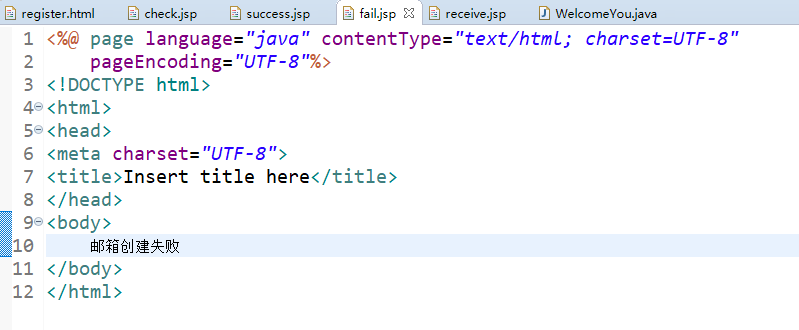 register.html check.jsp success.jsp fail.jsp receive.jsp WelcomeYou.java
1 <%@ page language="java" contentType="text/html; charset=UTF-8"
2 pageEncoding="UTF-8"%>
3 <!DOCTYPE html>
4 <html>
5 <head>
6 <meta charset="UTF-8">
7 <title>Insert title here</title>
8 </head>
9 <body>
10 邮箱创建失败
11 </body>
12 </html>